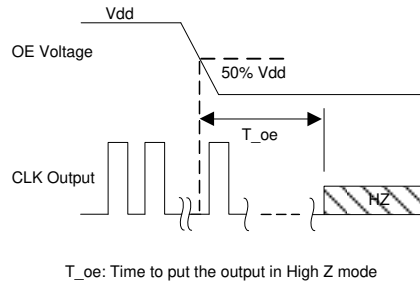 Vdd
OE Voltage
50% Vdd
T_oe
CLK Output
HZ
T_oe: Time to put the output in High Z mode